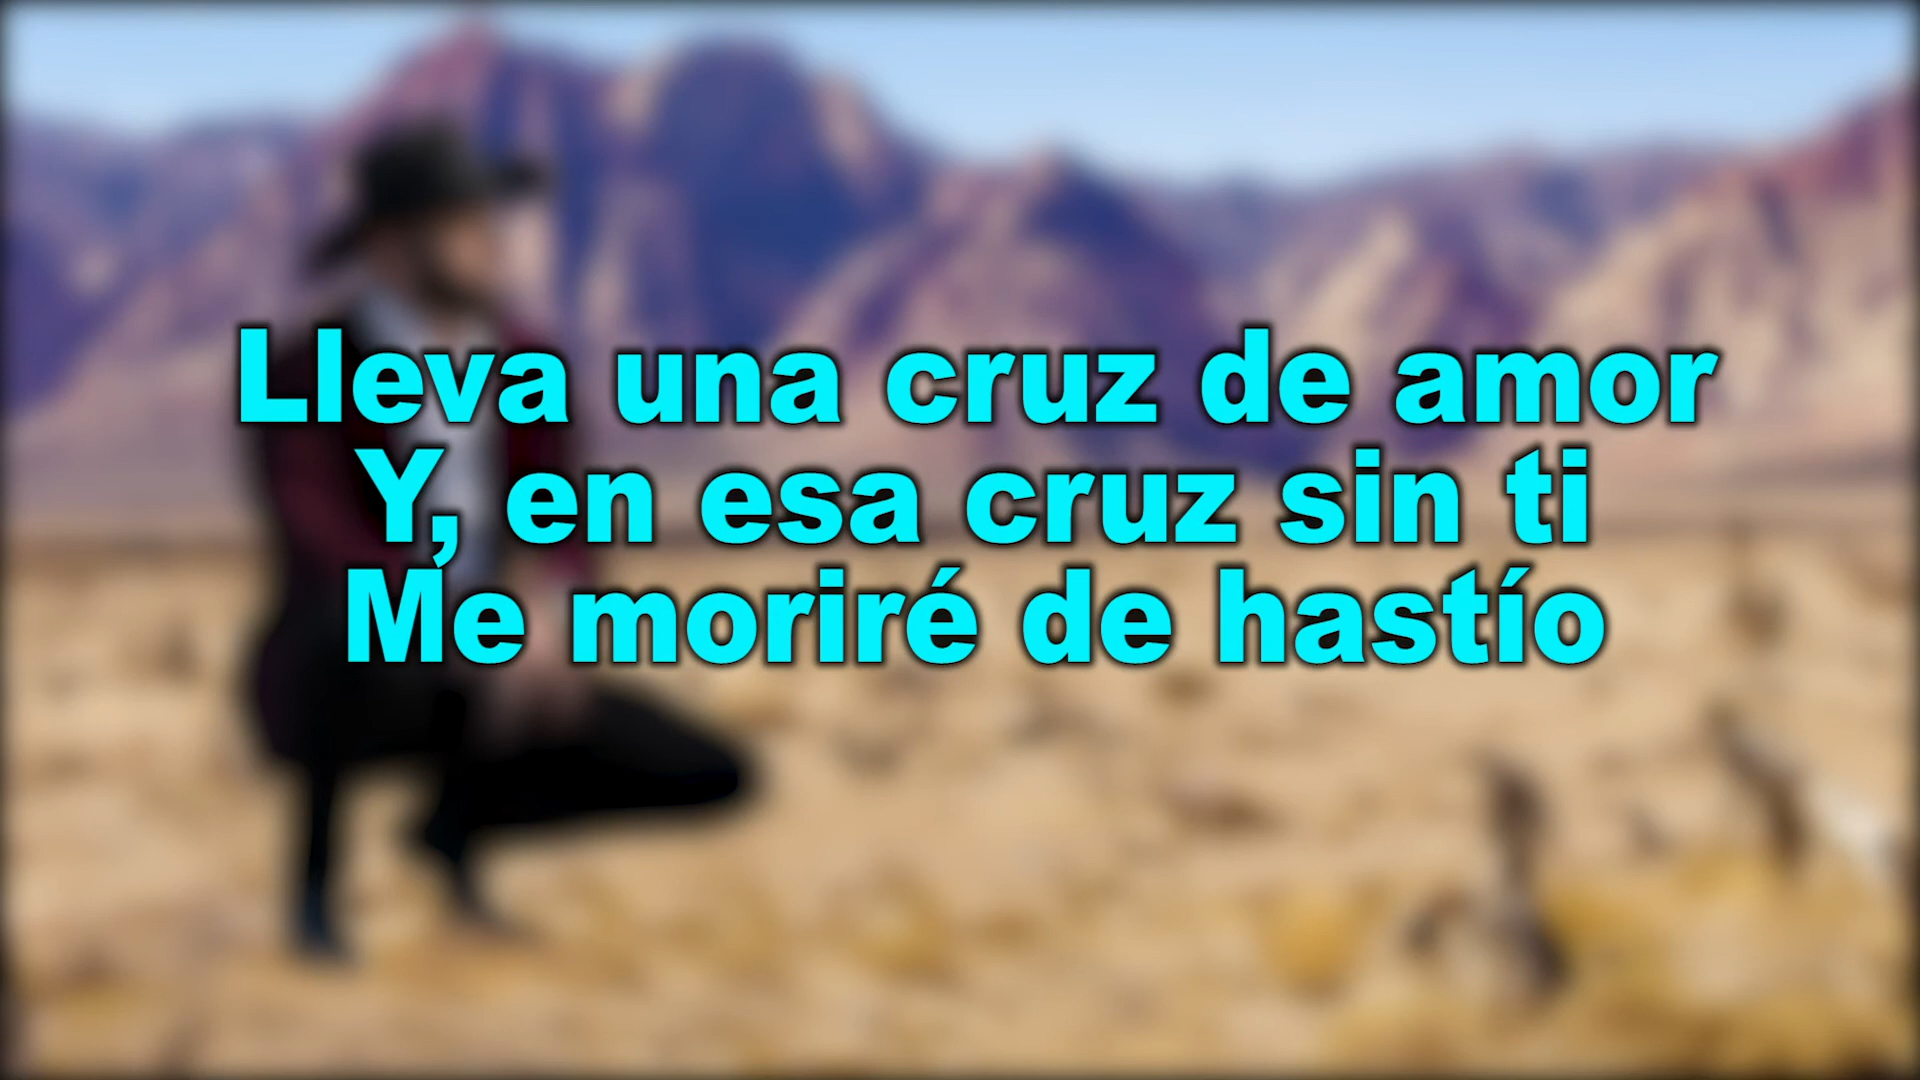 Lleva una cruz de amor
Y, en esa cruz sin ti
Me moriré de hastío